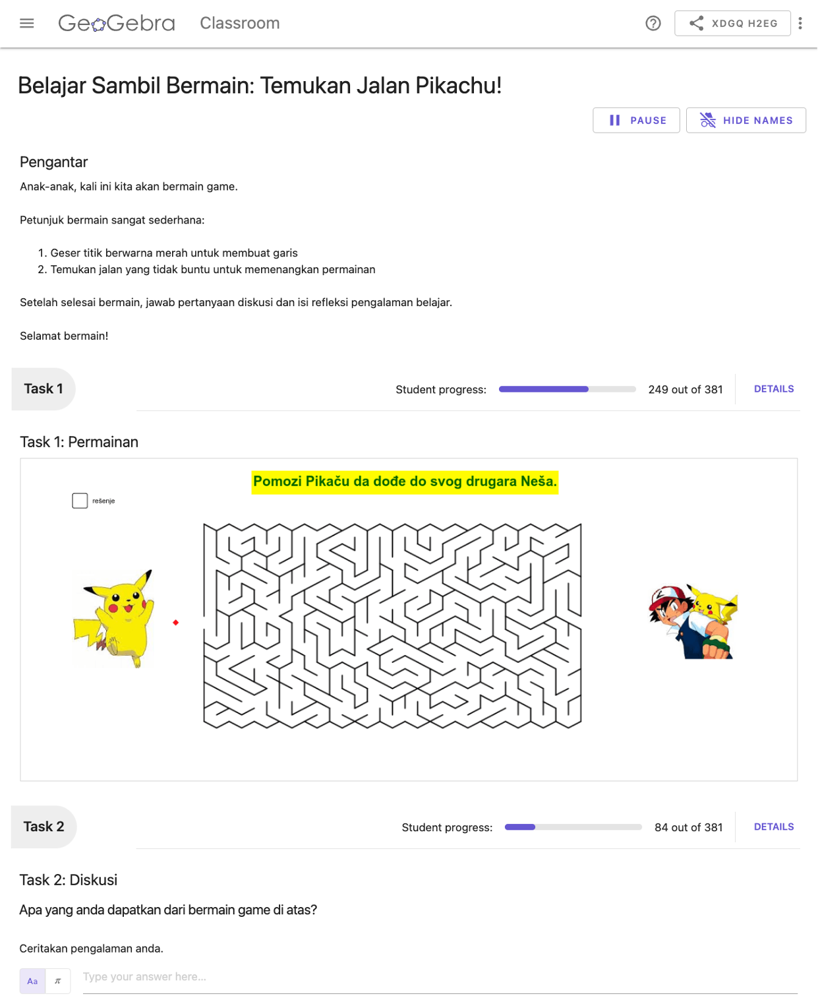 GeoGebra Classroom
XDGQ H2EG
Belajar Sambil Bermain: Temukan Jalan Pikachu!
PAUSE
HIDE NAMES
Pengantar
Anak-anak, kali ini kita akan bermain game.
Petunjuk bermain sangat sederhana:
1. Geser titik berwarna merah untuk membuat garis
2. Temukan jalan yang tidak buntu untuk memenangkan permainan
Setelah selesai bermain, jawab pertanyaan diskusi dan isi refleksi pengalaman belajar.
Selamat bermain!
Task 1
Student progress: 249 out of 381
DETAILS
Task 1: Permainan
Pomozi Pikaču da dođe do svog drugara Neša.
rešenje
Task 2
Student progress: 84 out of 381
DETAILS
Task 2: Diskusi
Apa yang anda dapatkan dari bermain game di atas?
Ceritakan pengalaman anda.
Aa π Type your answer here...